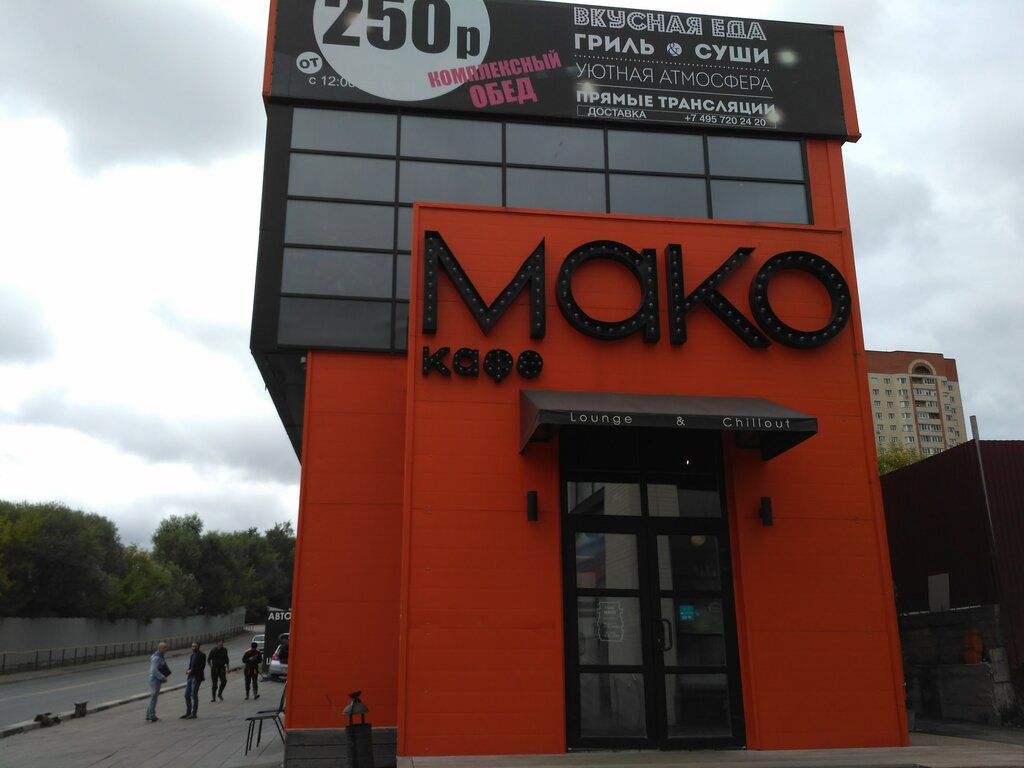 250р
от
с 12:00
КОМПЛЕКСНЫЙ
ОБЕД
ВКУСНАЯ ЕДА
ГРИЛЬ & СУШИ
УЮТНАЯ АТМОСФЕРА
ПРЯМЫЕ ТРАНСЛЯЦИИ
ДОСТАВКА +7 495 720 24 20
Мако
кафе
Lounge & Chillout
АВТО